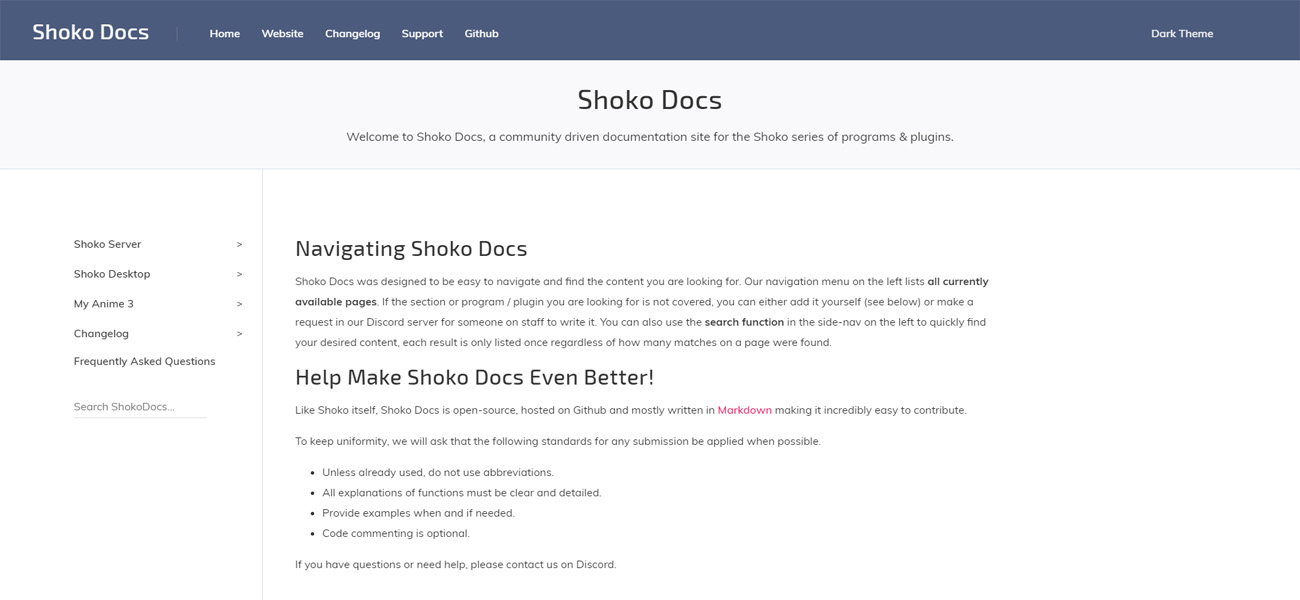 Shoko Docs
Home Website Changelog Support Github
Dark Theme
Shoko Docs
Welcome to Shoko Docs, a community driven documentation site for the Shoko series of programs & plugins.
Shoko Server >
Shoko Desktop >
My Anime 3 >
Changelog >
Frequently Asked Questions
Search ShokoDocs...
Navigating Shoko Docs
Shoko Docs was designed to be easy to navigate and find the content you are looking for. Our navigation menu on the left lists all currently
available pages. If the section or program / plugin you are looking for is not covered, you can either add it yourself (see below) or make a
request in our Discord server for someone on staff to write it. You can also use the search function in the side-nav on the left to quickly find
your desired content, each result is only listed once regardless of how many matches on a page were found.
Help Make Shoko Docs Even Better!
Like Shoko itself, Shoko Docs is open-source, hosted on Github and mostly written in Markdown making it incredibly easy to contribute.
To keep uniformity, we will ask that the following standards for any submission be applied when possible.
• Unless already used, do not use abbreviations.
• All explanations of functions must be clear and detailed.
• Provide examples when and if needed.
• Code commenting is optional.
If you have questions or need help, please contact us on Discord.